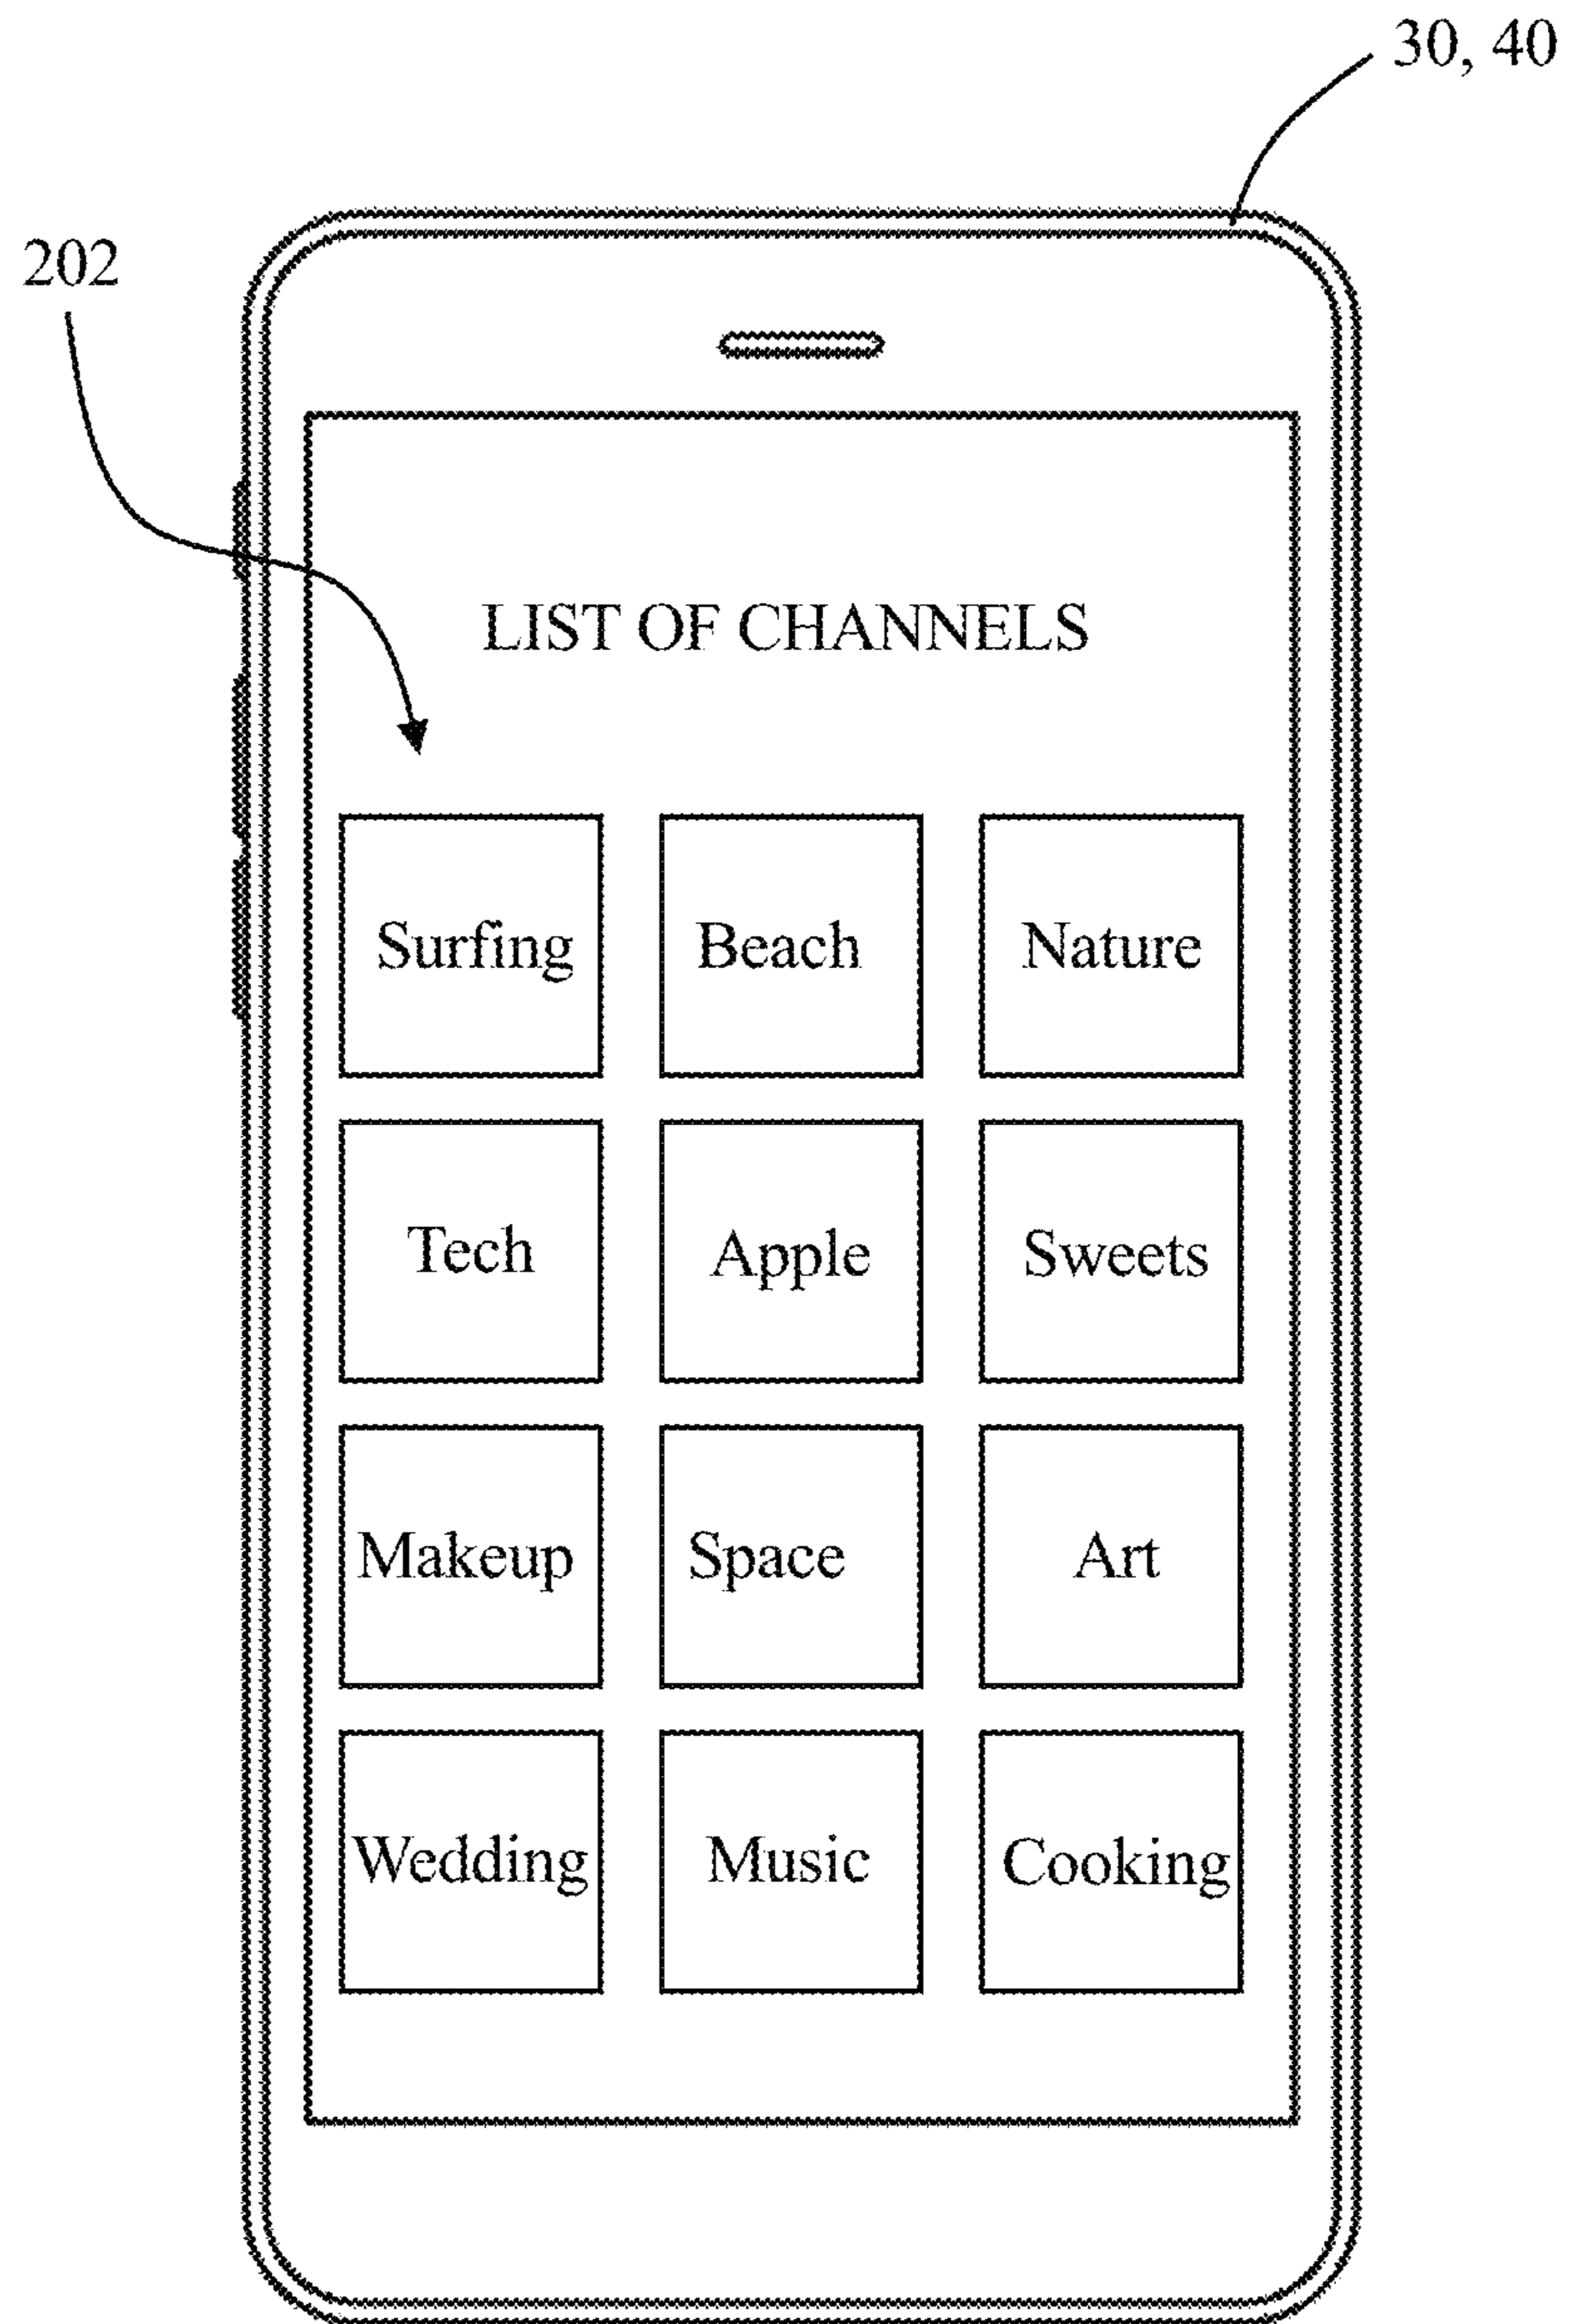 30, 40
202
LIST OF CHANNELS
Surfing Beach Nature
Tech Apple Sweets
Makeup Space Art
Wedding Music Cooking